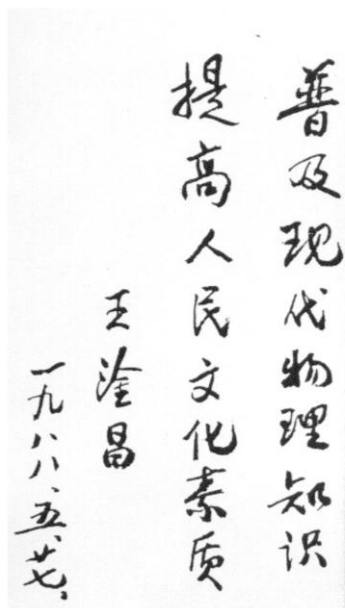 普及现代物理知识
提高人民文化素质
王淦昌
一九八八、五、廿七、